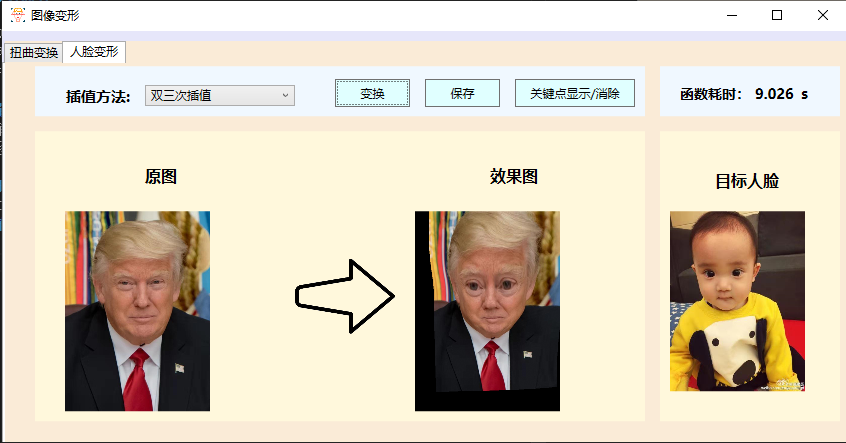 图像变形
扭曲变换 人脸变形
插值方法: 双三次插值 变换 保存 关键点显示/消除 函数耗时: 9.026 s
原图 效果图 目标人脸